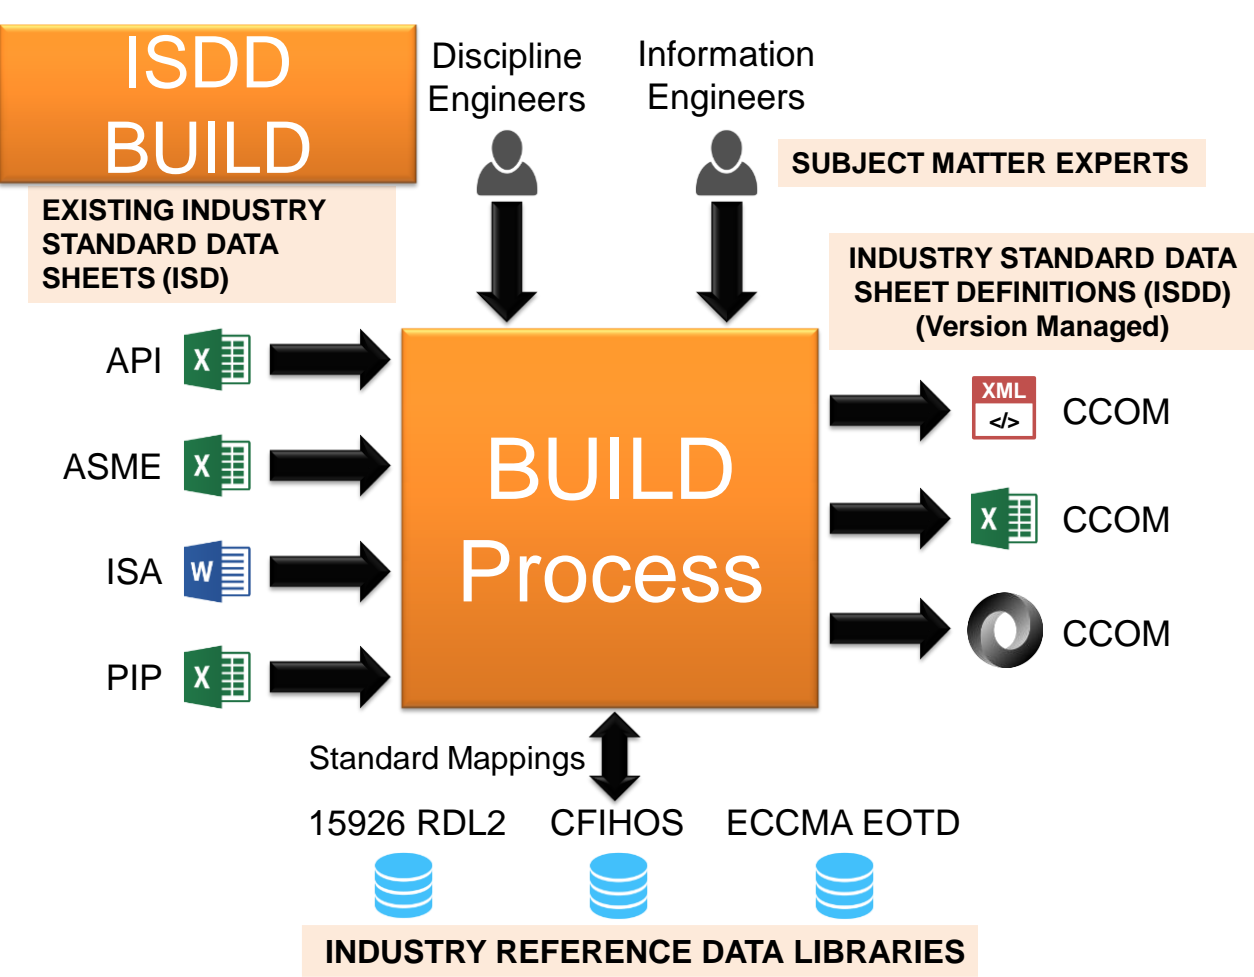 ISDD
BUILD
Discipline
Engineers
Information
Engineers
SUBJECT MATTER EXPERTS
EXISTING INDUSTRY
STANDARD DATA
SHEETS (ISD)
INDUSTRY STANDARD DATA
SHEET DEFINITIONS (ISDD)
(Version Managed)
API
X
ASME
X
ISA
W
PIP
X
BUILD
Process
XML
</>
CCOM
X
CCOM
CCOM
Standard Mappings
15926 RDL2
CFIHOS
ECCMA EOTD
INDUSTRY REFERENCE DATA LIBRARIES